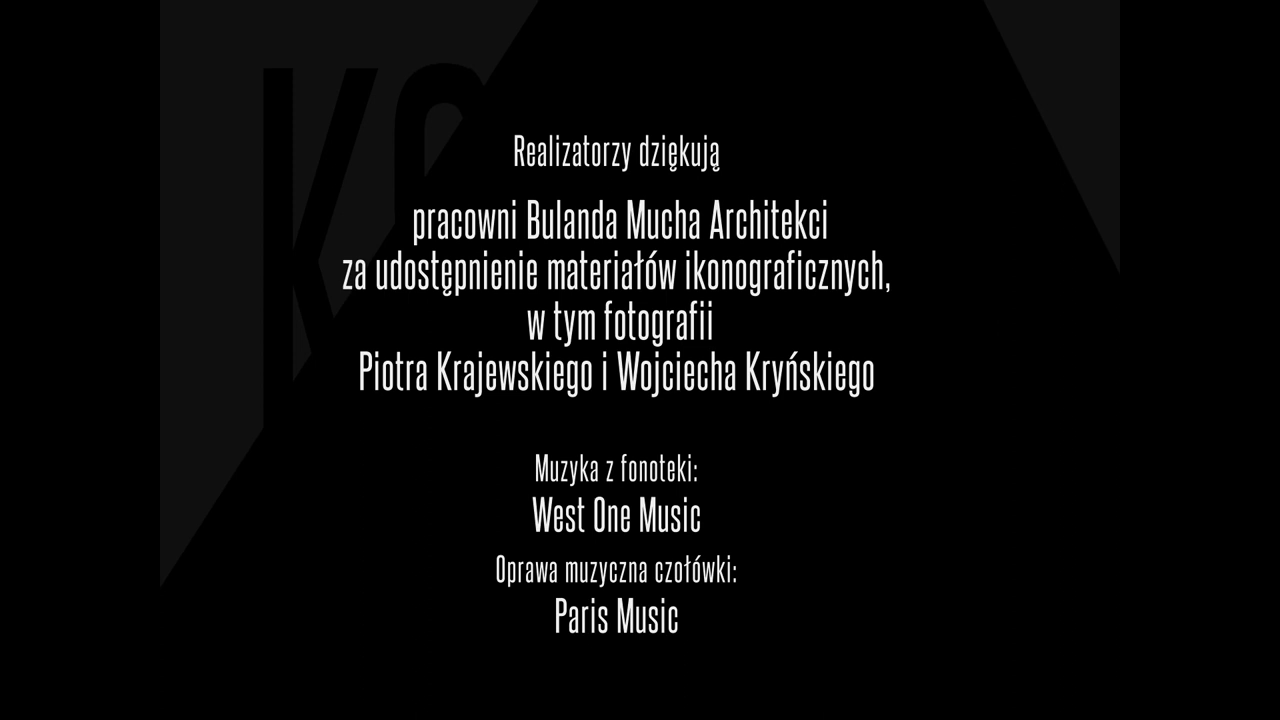 Realizatorzy dziękują
pracowni Bulanda Mucha Architekci
za udostępnienie materiałów ikonograficznych,
w tym fotografii
Piotra Krajewskiego i Wojciecha Kryńskiego
Muzyka z fonoteki:
West One Music
Oprawa muzyczna czołówki:
Paris Music